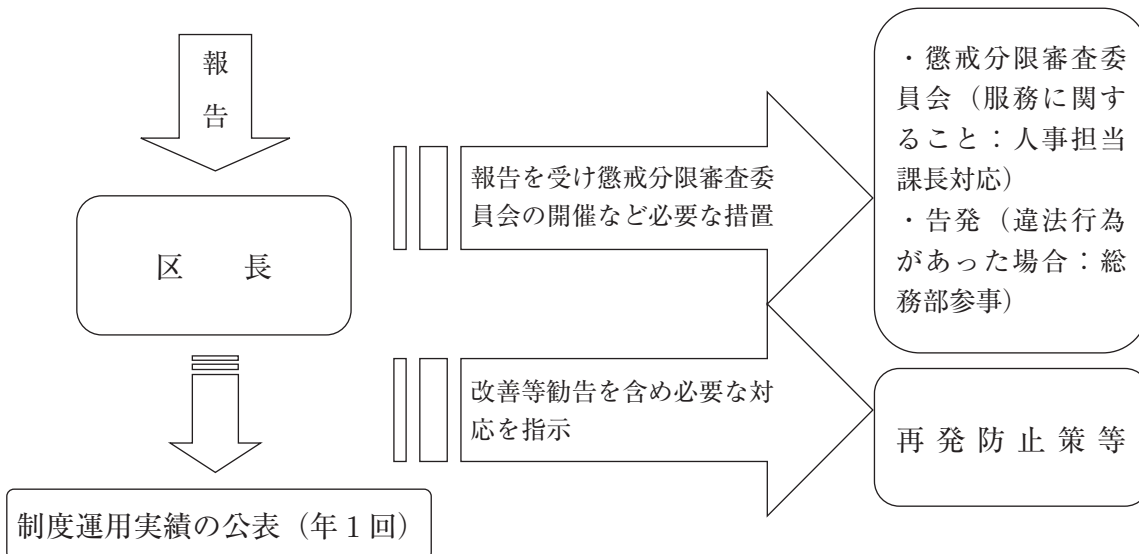 報
告
区　　長
制度運用実績の公表（年１回）
報告を受け懲戒分限審査委
員会の開催など必要な措置
改善等勧告を含め必要な対
応を指示
・懲戒分限審査委
員会（服務に関す
ること：人事担当
課長対応）
・告発（違法行為
があった場合：総
務部参事）
再発防止策等